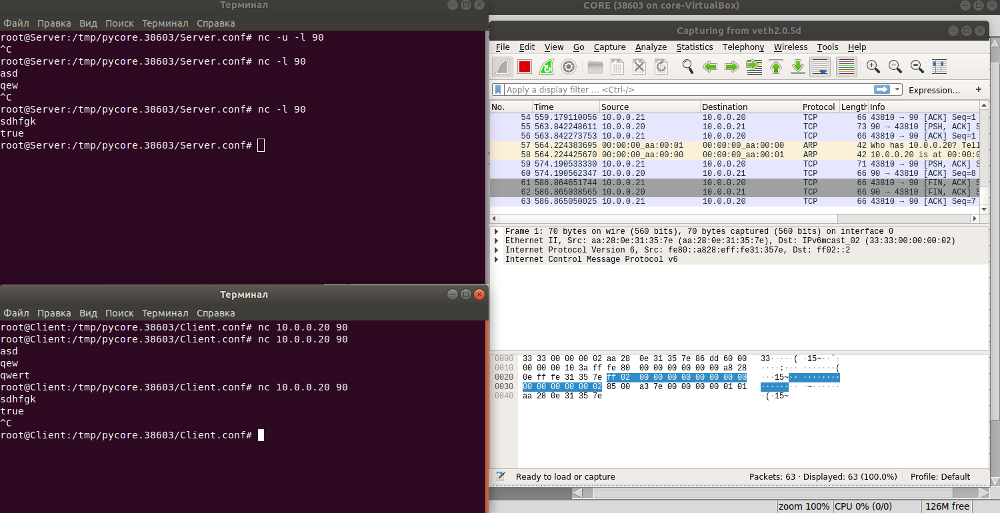 Терминал
Файл Правка Вид Поиск Терминал Справка
root@Server:/tmp/pycore.38603/Server.conf# nc -u -l 90
^C
root@Server:/tmp/pycore.38603/Server.conf# nc -l 90
asd
qew
^C
root@Server:/tmp/pycore.38603/Server.conf# nc -l 90
sdhfgk
true
root@Server:/tmp/pycore.38603/Server.conf#
Терминал
Файл Правка Вид Поиск Терминал Справка
root@Client:/tmp/pycore.38603/Client.conf# nc 10.0.0.20 90
root@Client:/tmp/pycore.38603/Client.conf# nc 10.0.0.20 90
asd
qew
qwert
root@Client:/tmp/pycore.38603/Client.conf# nc 10.0.0.20 90
sdhfgk
true
^C
root@Client:/tmp/pycore.38603/Client.conf#
CORE (38603 on core-VirtualBox)
Capturing from veth2.0.5d
File Edit View Go Capture Analyze Statistics Telephony Wireless Tools Help
Apply a display filter ... <Ctrl-/> Expression... +
No. Time Source Destination Protocol Length Info
54 559.179110056 10.0.0.21 10.0.0.20 TCP 66 43810 → 90 [ACK] Seq=1
55 563.842248611 10.0.0.20 10.0.0.21 TCP 73 90 → 43810 [PSH, ACK] S
56 563.842273753 10.0.0.21 10.0.0.20 TCP 66 43810 → 90 [ACK] Seq=1
57 564.224383695 00:00:00_aa:00:01 00:00:00_aa:00:00 ARP 42 Who has 10.0.0.20? Tell
58 564.224425670 00:00:00_aa:00:00 00:00:00_aa:00:01 ARP 42 10.0.0.20 is at 00:00:0
59 574.190533330 10.0.0.21 10.0.0.20 TCP 71 43810 → 90 [PSH, ACK] S
60 574.190562347 10.0.0.20 10.0.0.21 TCP 66 90 → 43810 [ACK] Seq=8
61 586.864651744 10.0.0.21 10.0.0.20 TCP 66 43810 → 90 [FIN, ACK] S
62 586.865038565 10.0.0.20 10.0.0.21 TCP 66 90 → 43810 [FIN, ACK] S
63 586.865050025 10.0.0.21 10.0.0.20 TCP 66 43810 → 90 [ACK] Seq=7
Frame 1: 70 bytes on wire (560 bits), 70 bytes captured (560 bits) on interface 0
Ethernet II, Src: aa:28:0e:31:35:7e (aa:28:0e:31:35:7e), Dst: IPv6mcast_02 (33:33:00:00:00:02)
Internet Protocol Version 6, Src: fe80::a828:eff:fe31:357e, Dst: ff02::2
Internet Control Message Protocol v6
0000 33 33 00 00 00 02 aa 28 0e 31 35 7e 86 dd 60 00 33·····( ·15~··`·
0010 00 00 00 10 3a ff fe 80 00 00 00 00 00 00 a8 28 ····:··· ·······(
0020 0e ff fe 31 35 7e ff 02 00 00 00 00 00 00 00 00 ···15~·· ········
0030 00 00 00 00 00 02 85 00 a3 7e 00 00 00 00 01 01 ········ ·~······
0040 aa 28 0e 31 35 7e ·(·15~
Ready to load or capture Packets: 63 · Displayed: 63 (100.0%) Profile: Default
zoom 100% CPU 0% (0/0) 126M free